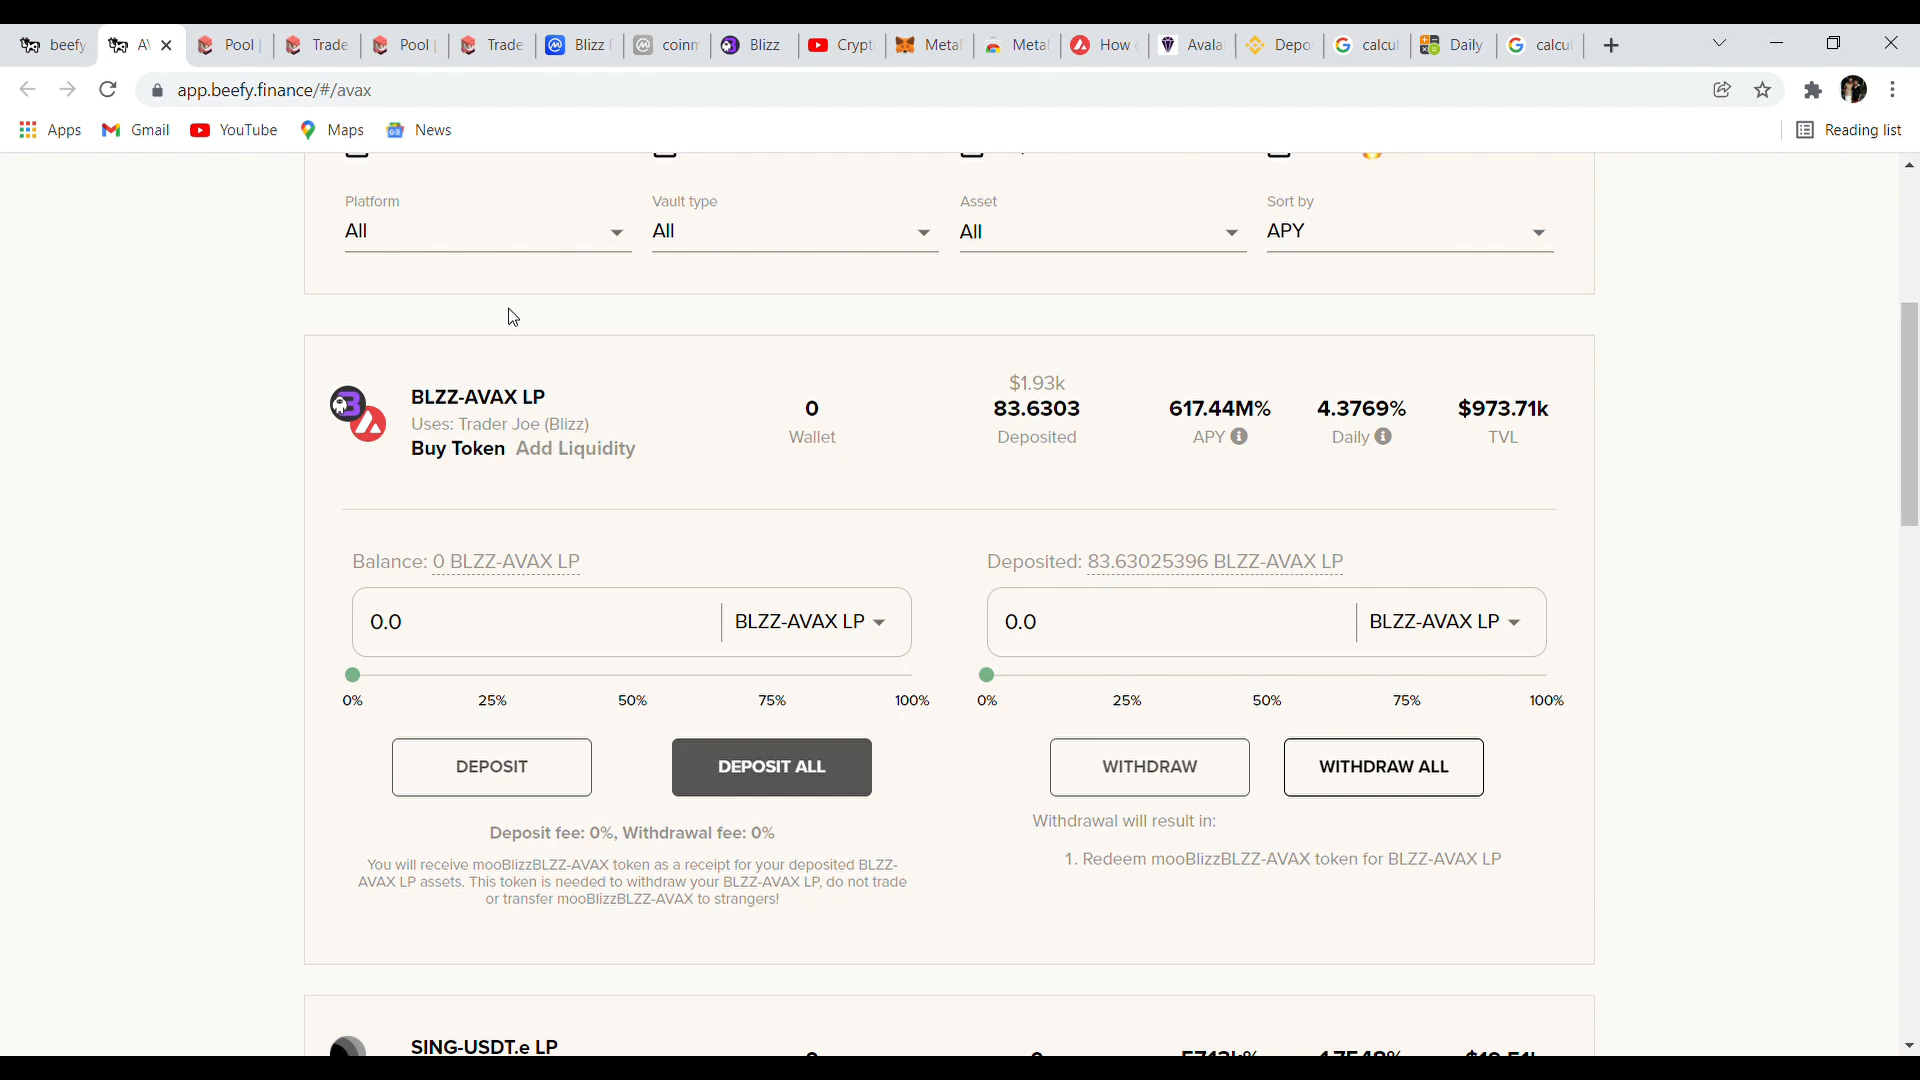 beefy
A
Pool
Trade
Pool
Trade
Blizz
coinm
Blizz
Crypt
Metal
Metal
How
Avala
Depo
calcul
Daily
calcul
app.beefy.finance/#/avax
Apps
Gmail
YouTube
Maps
News
Reading list
Platform
Vault type
Asset
Sort by
All
All
All
APY
BLZZ-AVAX LP
Uses: Trader Joe (Blizz)
Buy Token Add Liquidity
0
Wallet
$1.93k
83.6303
Deposited
617.44M%
APY
4.3769%
Daily
$973.71k
TVL
Balance: 0 BLZZ-AVAX LP
0.0
BLZZ-AVAX LP
0% 25% 50% 75% 100%
DEPOSIT
DEPOSIT ALL
Deposit fee: 0%, Withdrawal fee: 0%
You will receive mooBlizzBLZZ-AVAX token as a receipt for your deposited BLZZ-
AVAX LP assets. This token is needed to withdraw your BLZZ-AVAX LP, do not trade
or transfer mooBlizzBLZZ-AVAX to strangers!
Deposited: 83.63025396 BLZZ-AVAX LP
0.0
BLZZ-AVAX LP
0% 25% 50% 75% 100%
WITHDRAW
WITHDRAW ALL
Withdrawal will result in:
1. Redeem mooBlizzBLZZ-AVAX token for BLZZ-AVAX LP
SING-USDT.e LP